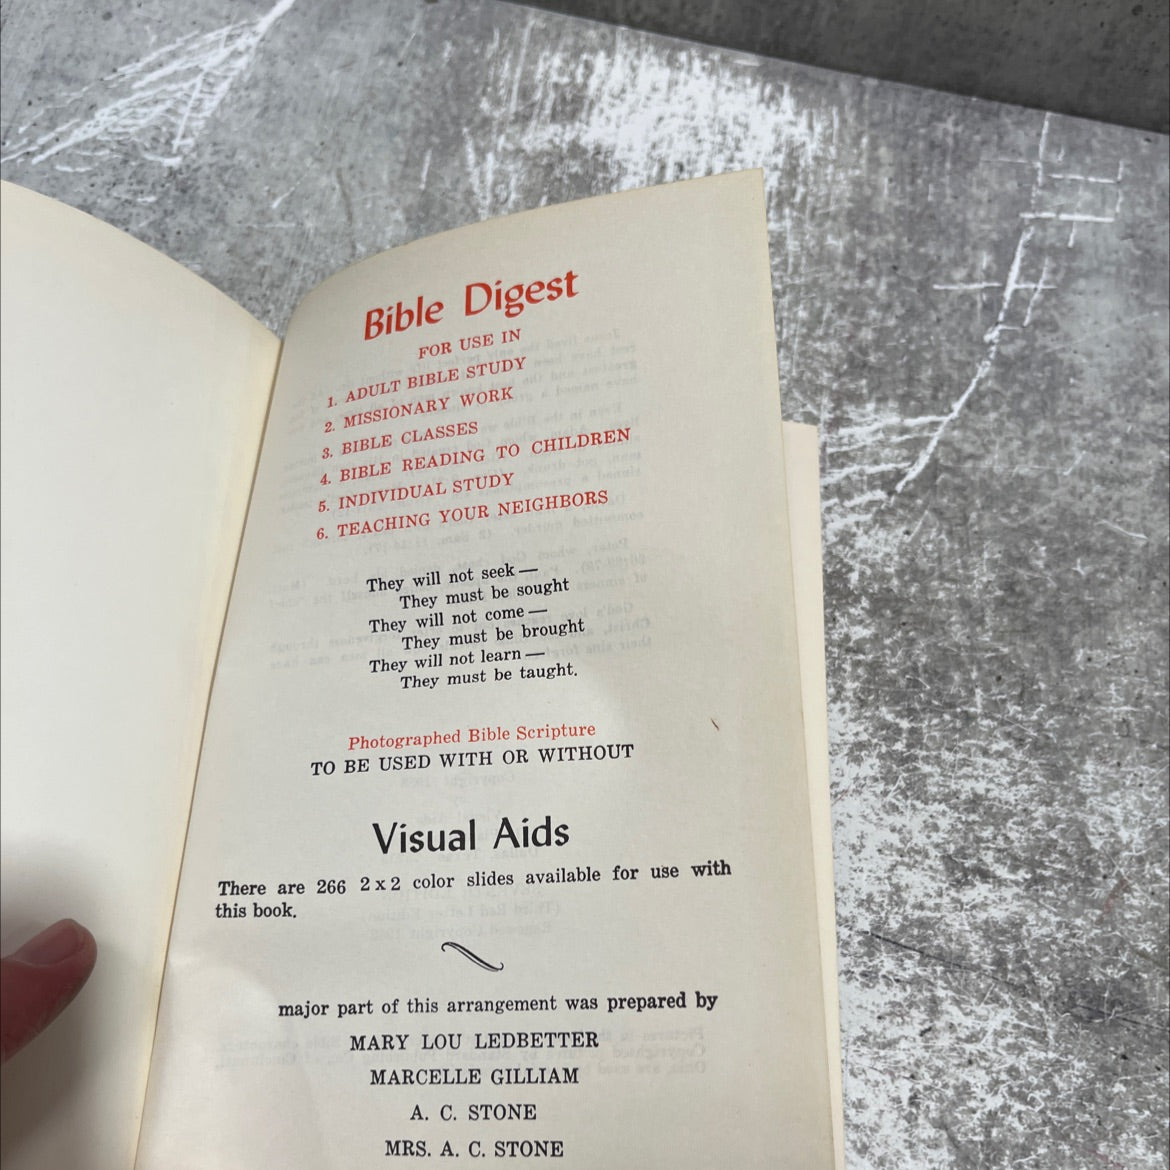 Bible Digest
FOR USE IN
1. ADULT BIBLE STUDY
2. MISSIONARY WORK
3. BIBLE CLASSES
4. BIBLE READING TO CHILDREN
5. INDIVIDUAL STUDY
6. TEACHING YOUR NEIGHBORS
They will not seek —
They must be sought
They will not come —
They must be brought
They will not learn —
They must be taught.
Photographed Bible Scripture
TO BE USED WITH OR WITHOUT
Visual Aids
There are 266 2 x 2 color slides available for use with
this book.
major part of this arrangement was prepared by
MARY LOU LEDBETTER
MARCELLE GILLIAM
A. C. STONE
MRS. A. C. STONE